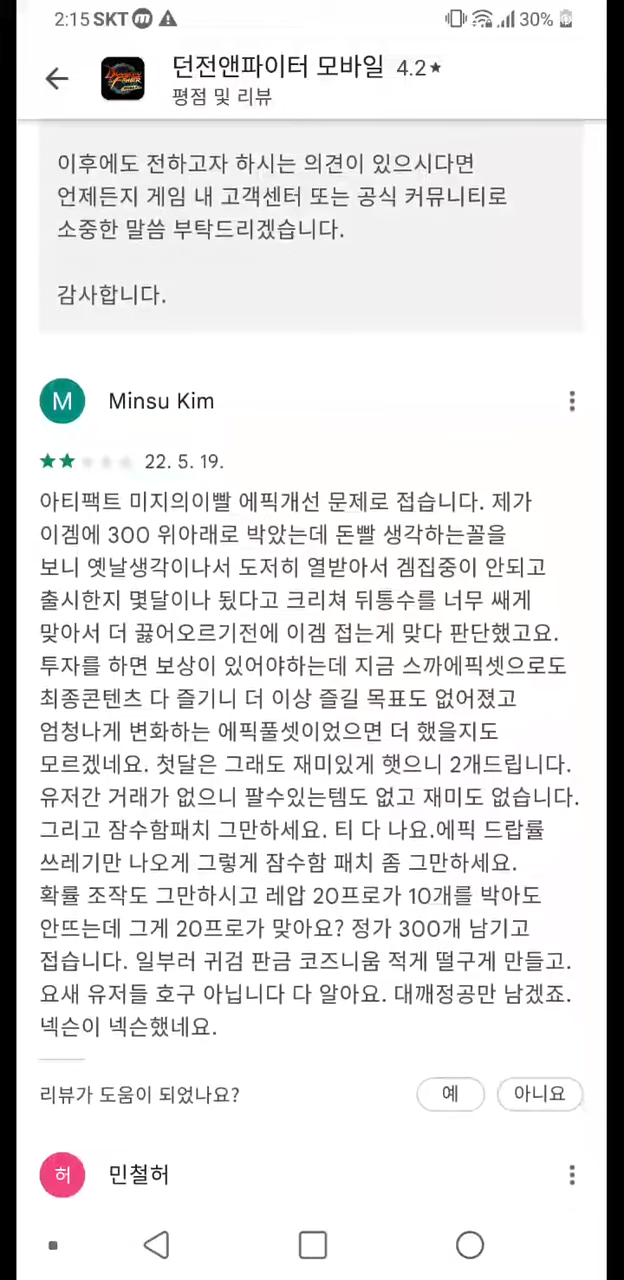 2:15 SKT m
30%
던전앤파이터 모바일 4.2★
평점 및 리뷰
이후에도 전하고자 하시는 의견이 있으시다면
언제든지 게임 내 고객센터 또는 공식 커뮤니티로
소중한 말씀 부탁드리겠습니다.
감사합니다.
M Minsu Kim
22. 5. 19.
아티팩트 미지의이빨 에픽개선 문제로 접습니다. 제가
이겜에 300 위아래로 박았는데 돈빨 생각하는꼴을
보니 옛날생각이나서 도저히 열받아서 겜집중이 안되고
출시한지 몇달이나 됬다고 크리쳐 뒤통수를 너무 쌔게
맞아서 더 끓어오르기전에 이겜 접는게 맞다 판단했고요.
투자를 하면 보상이 있어야하는데 지금 스까에픽셋으로도
최종콘텐츠 다 즐기니 더 이상 즐길 목표도 없어졌고
엄청나게 변화하는 에픽풀셋이었으면 더 했을지도
모르겠네요. 첫달은 그래도 재미있게 햇으니 2개드립니다.
유저간 거래가 없으니 팔수있는템도 없고 재미도 없습니다.
그리고 잠수함패치 그만하세요. 티 다 나요.에픽 드랍률
쓰레기만 나오게 그렇게 잠수함 패치 좀 그만하세요.
확률 조작도 그만하시고 레압 20프로가 10개를 박아도
안뜨는데 그게 20프로가 맞아요? 정가 300개 남기고
접습니다. 일부러 귀검 판금 코즈니움 적게 떨구게 만들고.
요새 유저들 호구 아닙니다 다 알아요. 대깨정공만 남겠죠.
넥슨이 넥슨했네요.
리뷰가 도움이 되었나요?
예
아니요
허 민철허